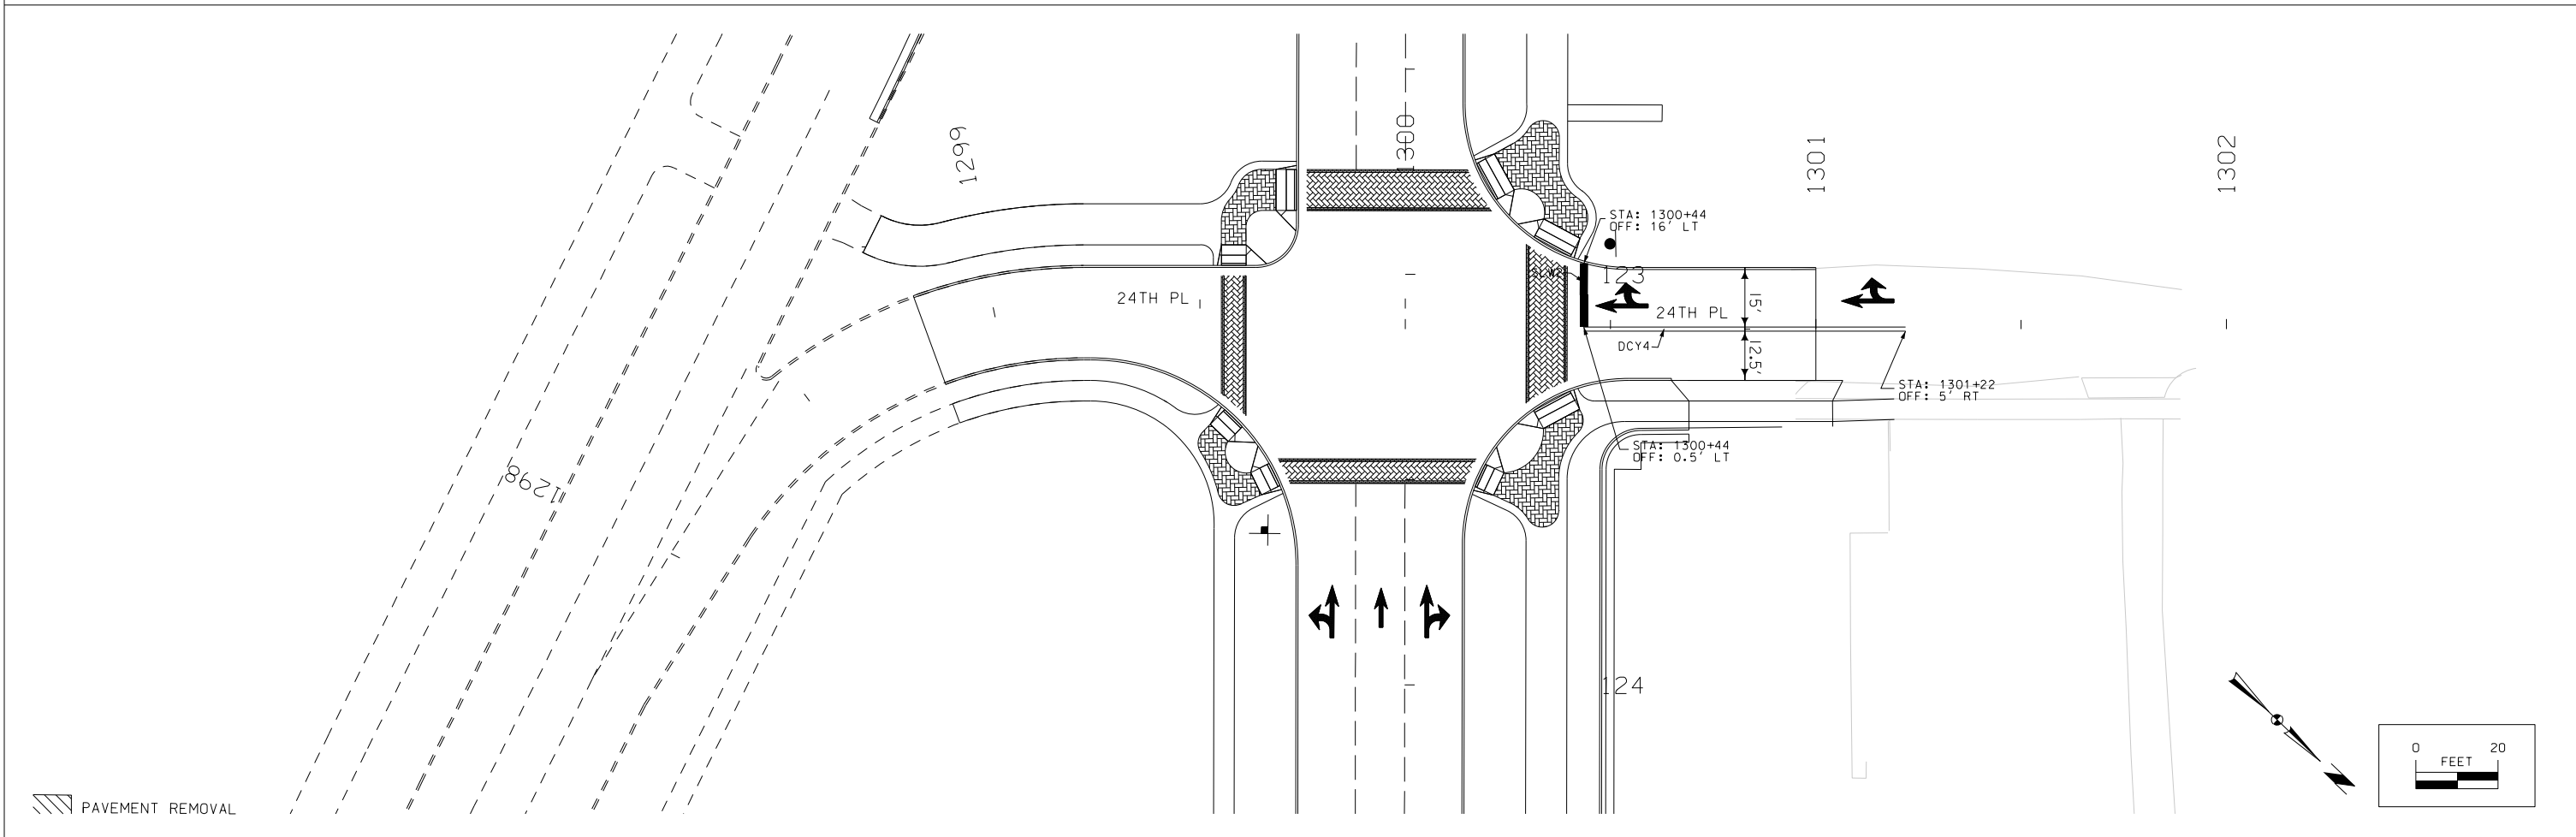 1299
1300
1301
1302
STA: 1300+44
OFF: 16' LT
123
24TH PL
24TH PL
15'
12.5'
DCY4
STA: 1301+22
OFF: 5' RT
STA: 1300+44
OFF: 0.5' LT
1298
124
0 20
FEET
PAVEMENT REMOVAL